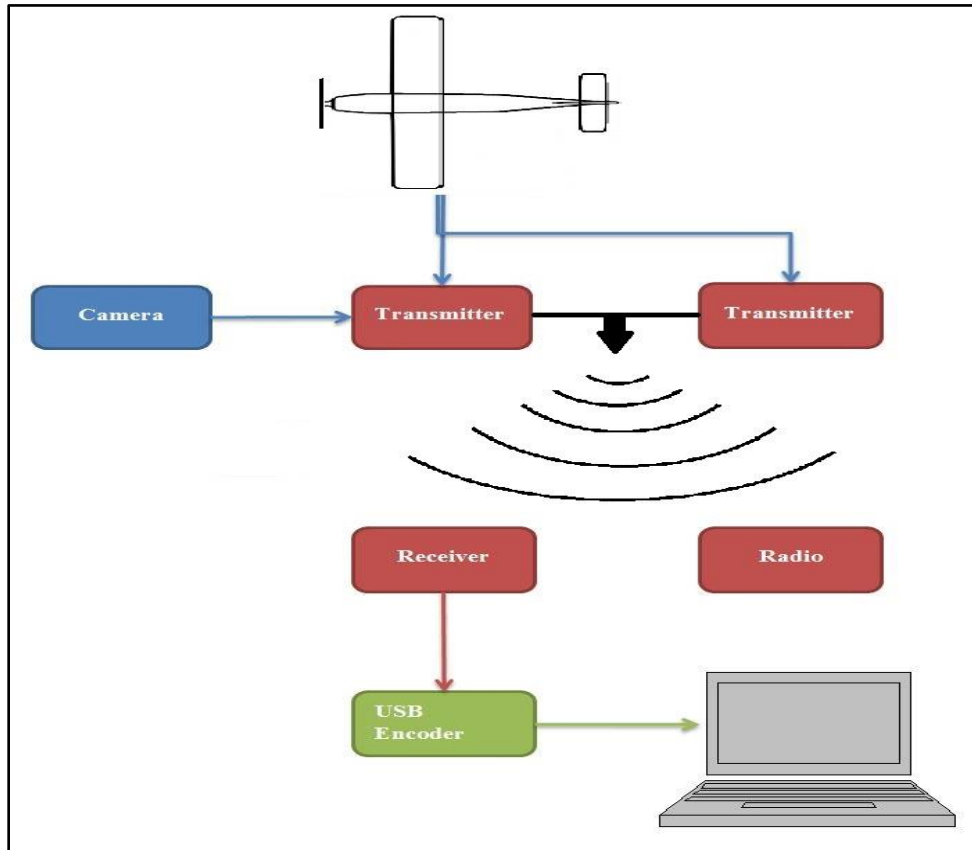 Camera
Transmitter
Transmitter
Receiver
Radio
USB
Encoder